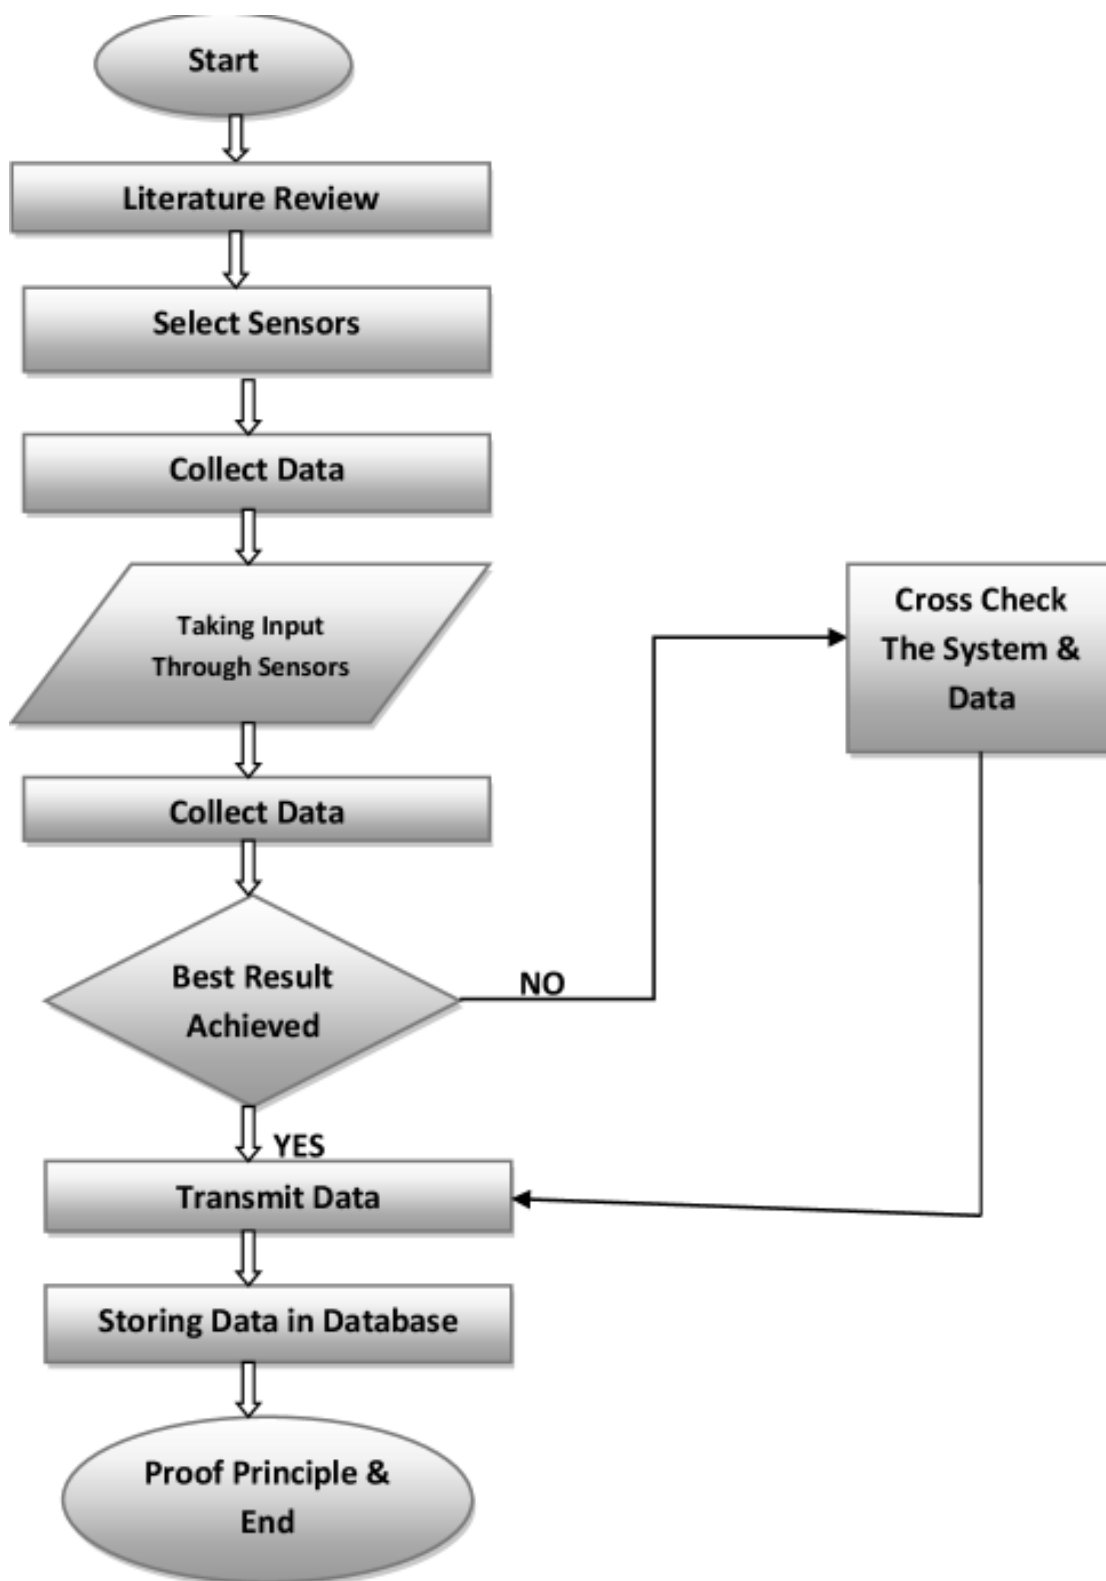 Start
Literature Review
Select Sensors
Collect Data
Taking Input
Through Sensors
Collect Data
Best Result
Achieved
NO
Cross Check
The System &
Data
YES
Transmit Data
Storing Data in Database
Proof Principle &
End